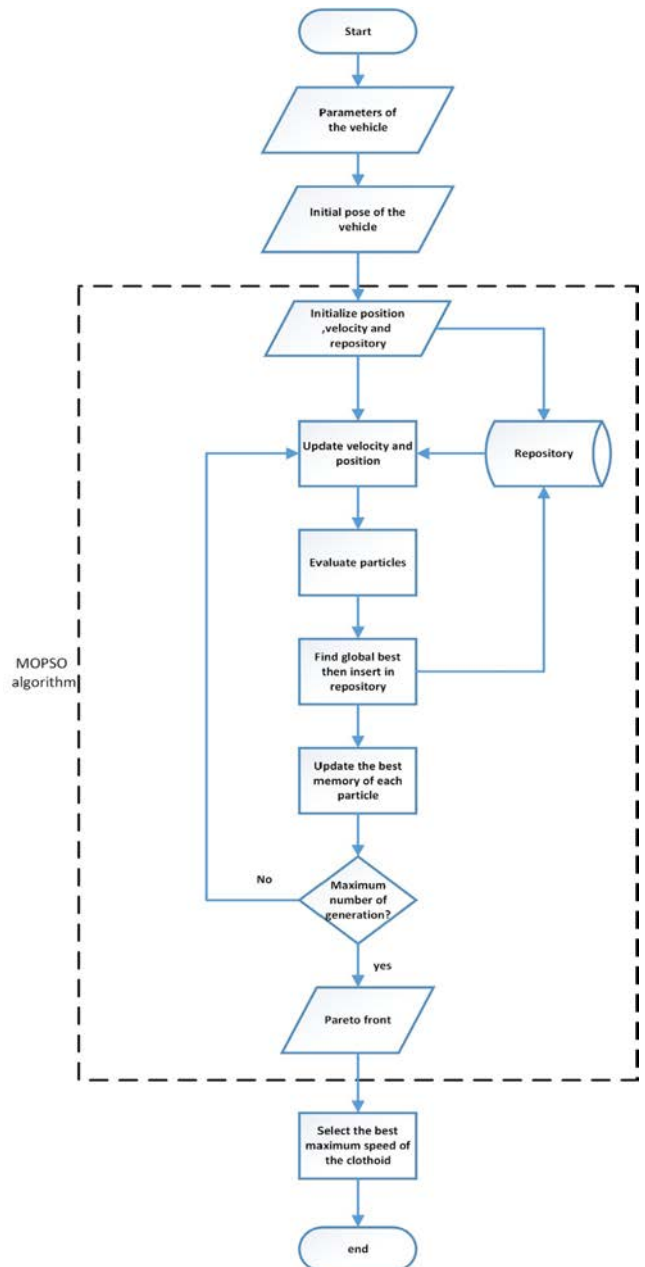 Start
Parameters of
the vehicle
Initial pose of the
vehicle
Initialize position
,velocity and
repository
Update velocity and
position
Repository
Evaluate particles
Find global best
then insert in
repository
MOPSO
algorithm
Update the best
memory of each
particle
No
Maximum
number of
generation?
yes
Pareto front
Select the best
maximum speed of
the clothoid
end